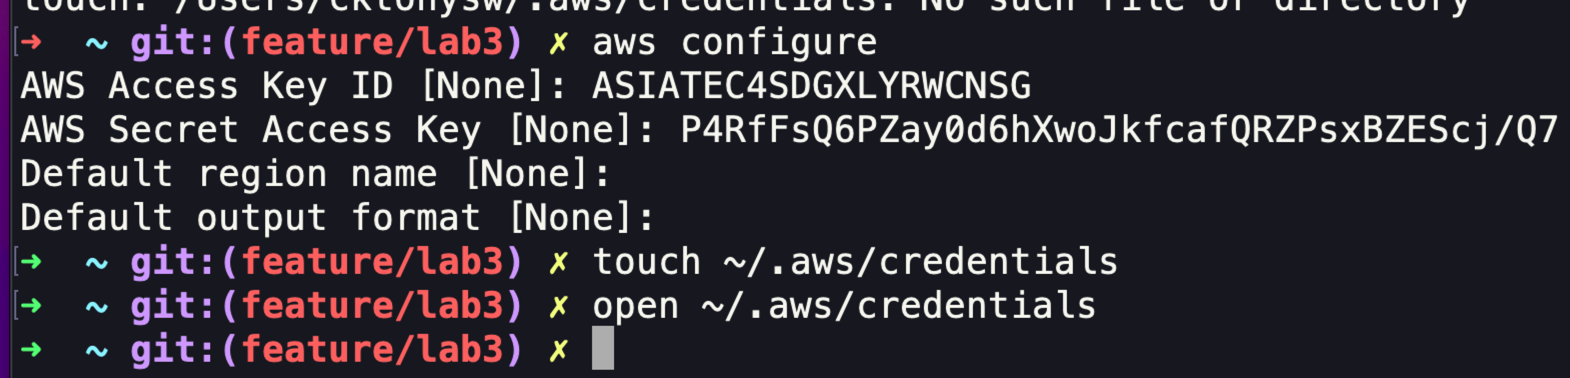 touch: /Users/cktonysw/.aws/credentials: No such file or directory
➜ ~ git:(feature/lab3) ✗ aws configure
AWS Access Key ID [None]: ASIATEC4SDGXLYRWCNSG
AWS Secret Access Key [None]: P4RfFsQ6PZay0d6hXwoJkfcafQRZPsxBZEScj/Q7
Default region name [None]:
Default output format [None]:
➜ ~ git:(feature/lab3) ✗ touch ~/.aws/credentials
➜ ~ git:(feature/lab3) ✗ open ~/.aws/credentials
➜ ~ git:(feature/lab3) ✗